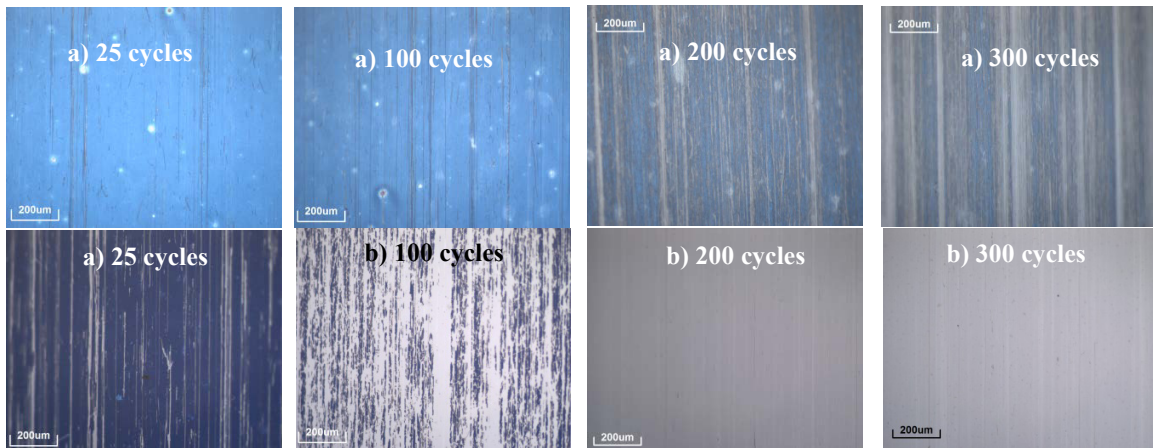 200um
200um
a) 25 cycles
a) 100 cycles
a) 200 cycles
a) 300 cycles
200um
200um
a) 25 cycles
b) 100 cycles
b) 200 cycles
b) 300 cycles
200um
200um
200um
200um